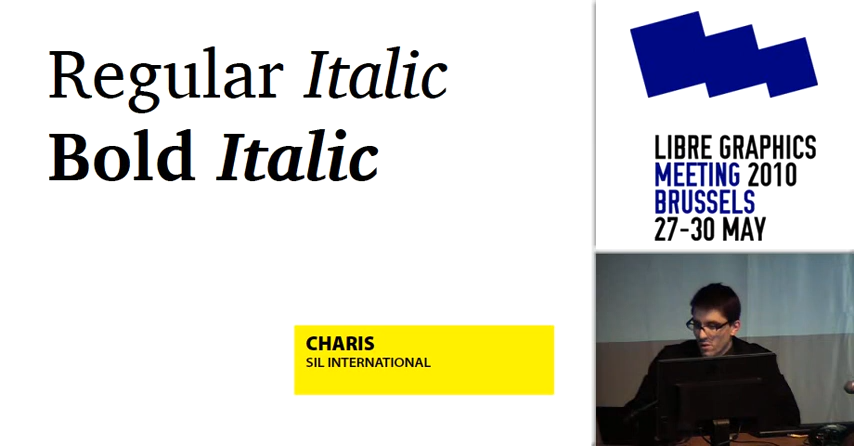 Regular Italic
Bold Italic
CHARIS
SIL INTERNATIONAL
LIBRE GRAPHICS
MEETING 2010
BRUSSELS
27-30 MAY